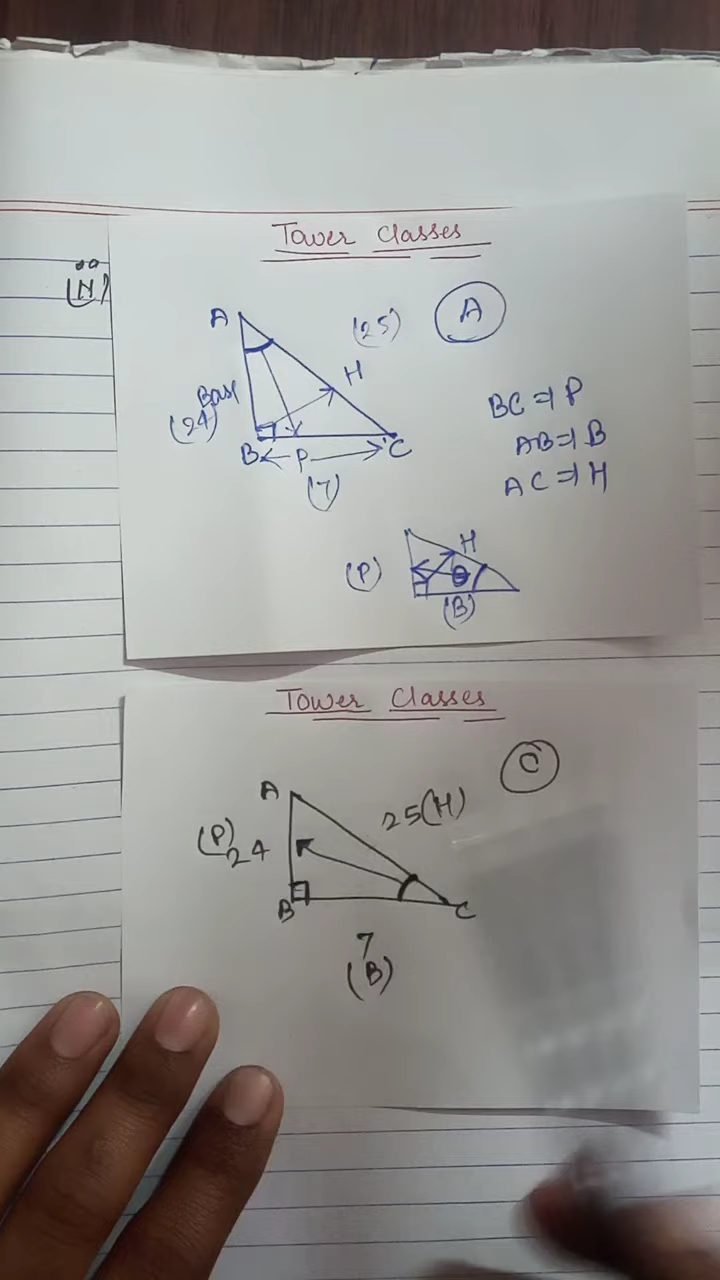 Tower Classes
(N)
A
(25)
A
H
Base
(24)
BC ⇒ P
AB ⇒ B
AC ⇒ H
B
P
C
(7)
H
(P)
θ
(B)
Tower Classes
C
A
25(H)
(P)
24
B
C
7
(B)